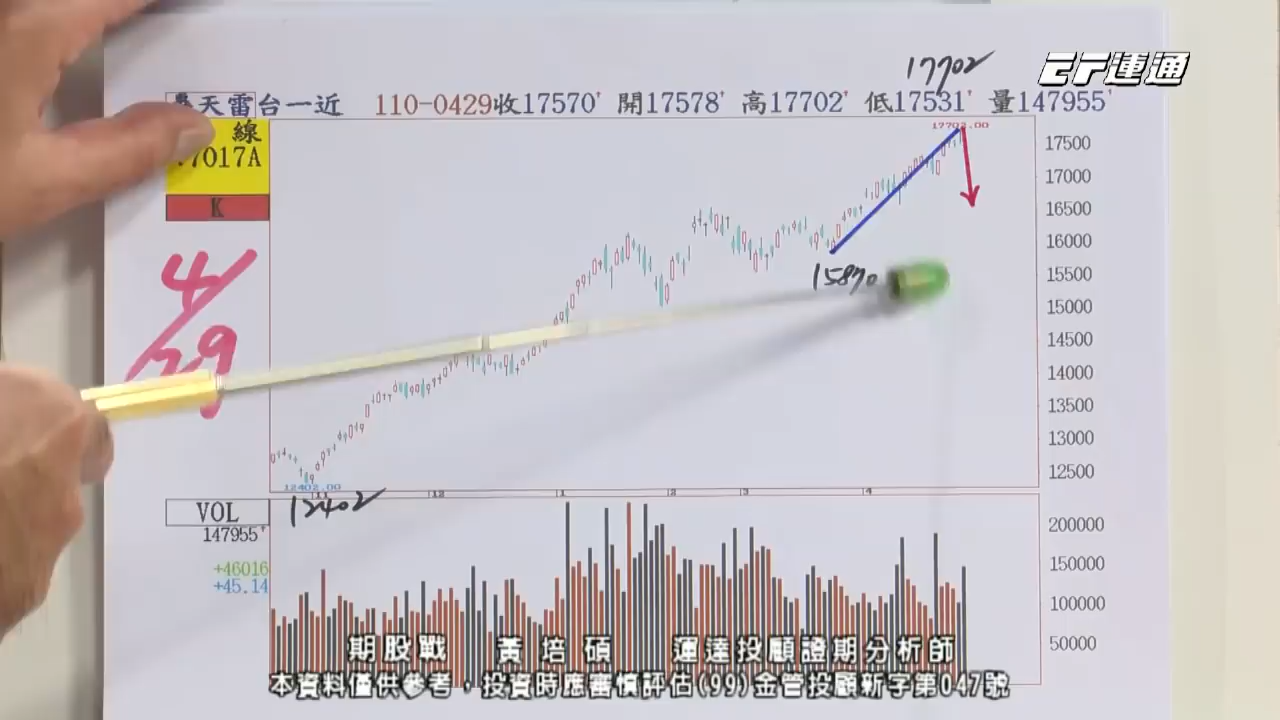 17702
EF運通
天雷台一近 110-0429收17570' 開17578' 高17702' 低17531' 量147955'
線
7017A
K
17702.00
17500
17000
16500
16000
15500
15000
14500
14000
13500
13000
12500
4/29
15870
12402.00
11 12 1 2 3 4
12402
VOL
147955'
+46016
+45.14
200000
150000
100000
50000
期股戰 黃培碩 運達投顧證期分析師
本資料僅供參考，投資時應審慎評估(99)金管投顧新字第047號